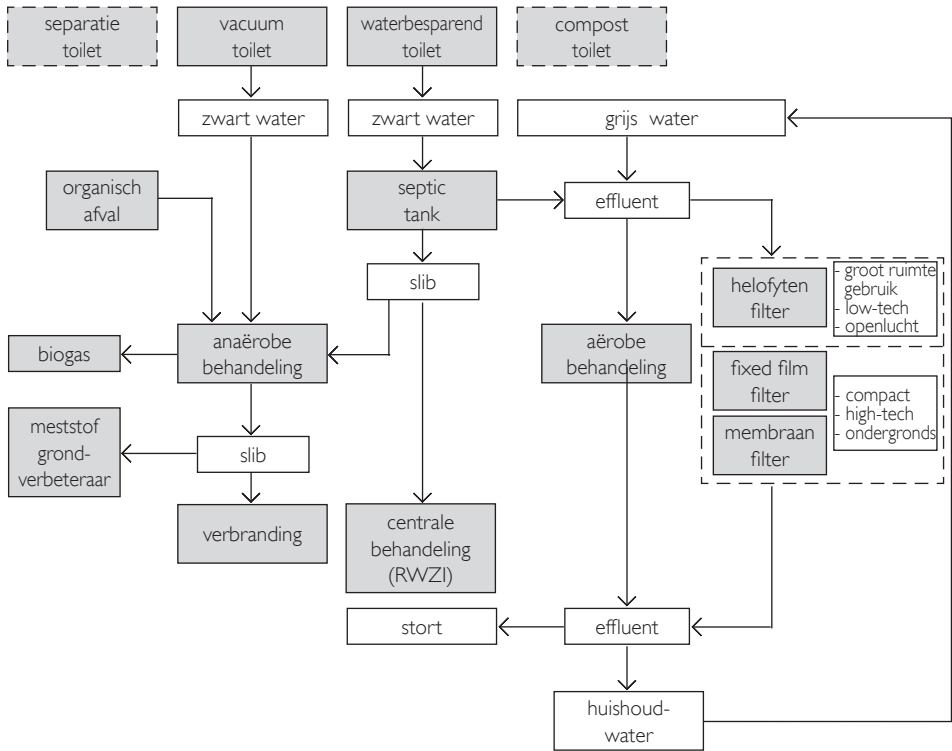 separatie
toilet
vacuum
toilet
waterbesparend
toilet
compost
toilet
zwart water
zwart water
grijs water
organisch
afval
septic
tank
effluent
slib
helofyten
filter
- groot ruimte
gebruik
- low-tech
- openlucht
biogas
anaërobe
behandeling
aërobe
behandeling
fixed film
filter
- compact
- high-tech
- ondergronds
membraan
filter
meststof
grond-
verbeteraar
slib
verbranding
centrale
behandeling
(RWZI)
stort
effluent
huishoud-
water